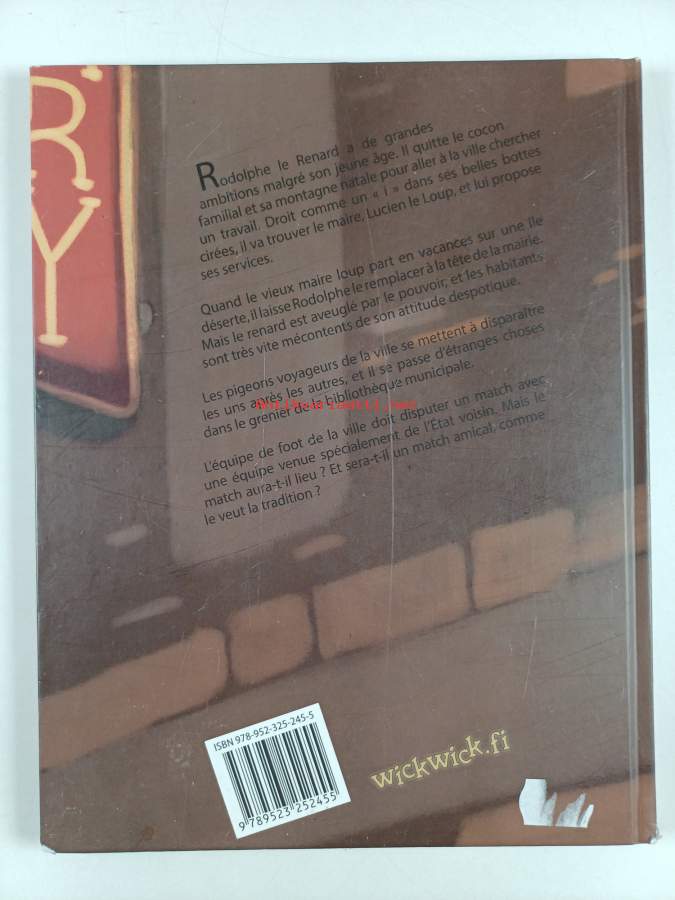 R
Y
Rodolphe le Renard a de grandes
ambitions malgré son jeune âge. Il quitte le cocon
familial et sa montagne natale pour aller à la ville chercher
un travail. Droit comme un « i » dans ses belles bottes
cirées, il va trouver le maire, Lucien le Loup, et lui propose
ses services.
Quand le vieux maire loup part en vacances sur une île
déserte, il laisse Rodolphe le remplacer à la tête de la mairie.
Mais le renard est aveuglé par le pouvoir, et les habitants
sont très vite mécontents de son attitude despotique.
Les pigeons voyageurs de la ville se mettent à disparaître
les uns après les autres, et il se passe d'étranges choses
dans le grenier de la bibliothèque municipale.
L'équipe de foot de la ville doit disputer un match avec
une équipe venue spécialement de l'État voisin. Mais le
match aura-t-il lieu ? Et sera-t-il un match amical, comme
le veut la tradition ?
ISBN 978-952-325-245-5
9 789523 252455
wickwick.fi